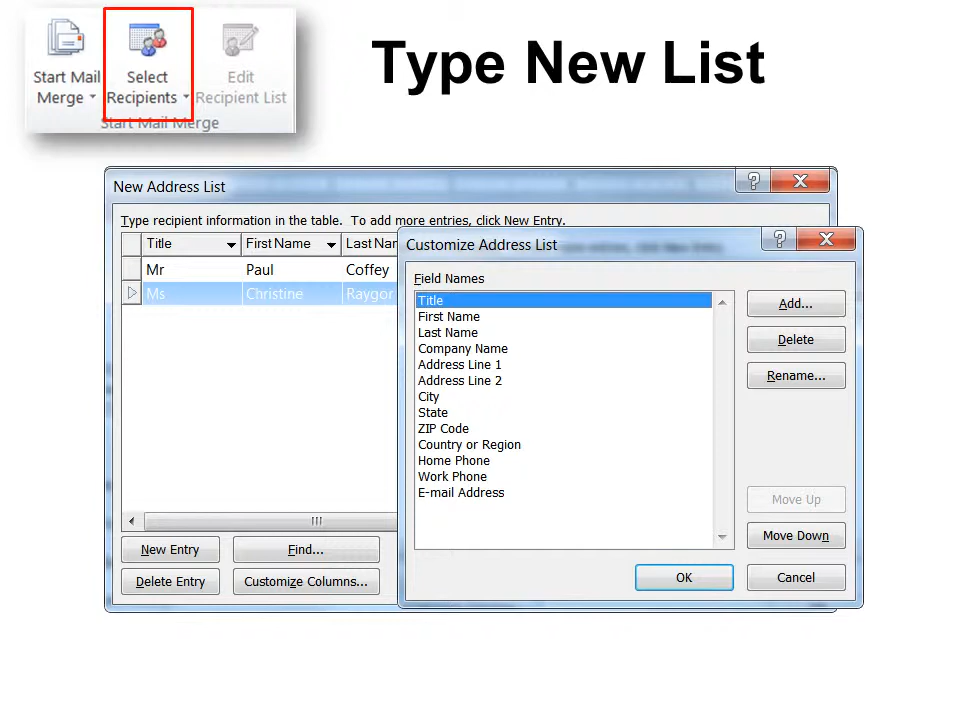 Start Mail
Merge
Select
Recipients
Edit
Recipient List
Start Mail Merge
Type New List
New Address List
?
X
Type recipient information in the table. To add more entries, click New Entry.
Title First Name Last Nam
Mr Paul Coffey
Ms Christine Raygor
New Entry Find...
Delete Entry Customize Columns...
Customize Address List
?
X
Field Names
Title
First Name
Last Name
Company Name
Address Line 1
Address Line 2
City
State
ZIP Code
Country or Region
Home Phone
Work Phone
E-mail Address
Add...
Delete
Rename...
Move Up
Move Down
OK Cancel